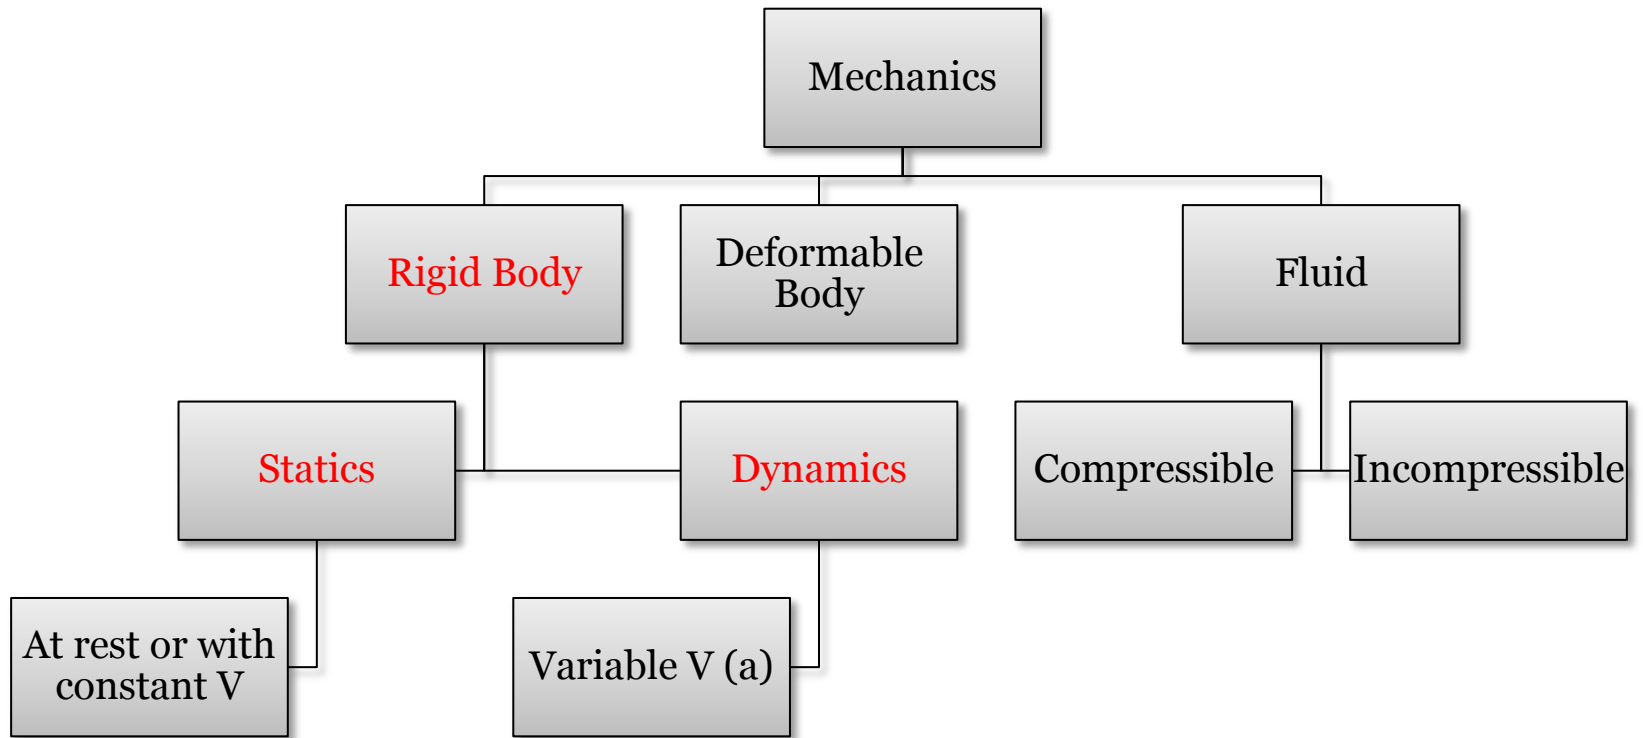 Mechanics
Rigid Body
Deformable
Body
Fluid
Statics
Dynamics
Compressible
Incompressible
At rest or with
constant V
Variable V (a)